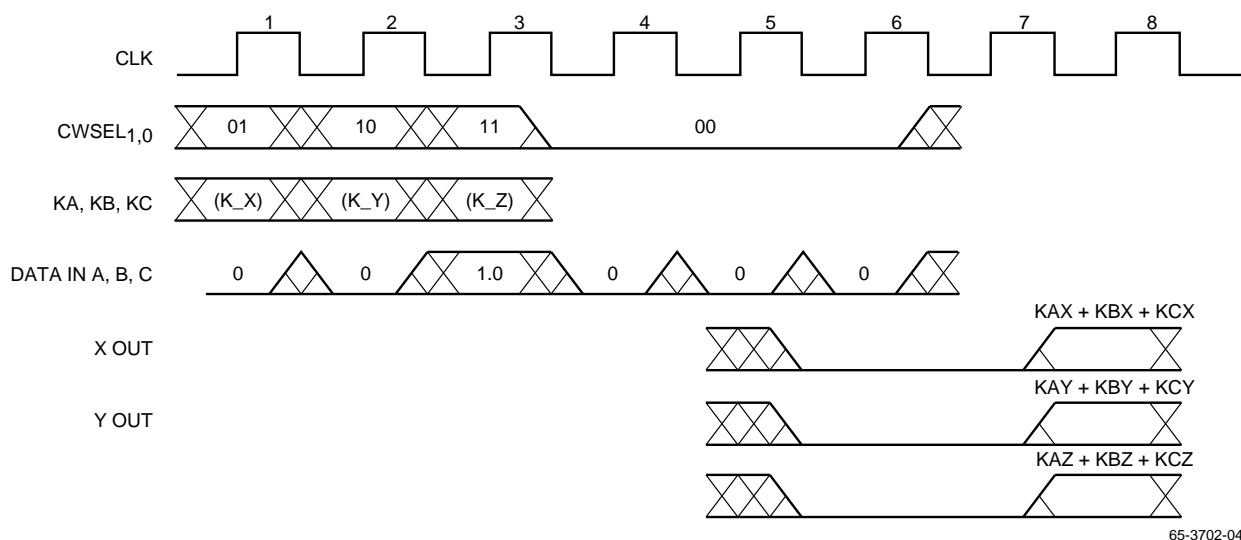 1 2 3 4 5 6 7 8
CLK
CWSEL1,0 01 10 11 00
KA, KB, KC (K_X) (K_Y) (K_Z)
DATA IN A, B, C 0 0 1.0 0 0 0
KAX + KBX + KCX
X OUT
KAY + KBY + KCY
Y OUT
KAZ + KBZ + KCZ
65-3702-04